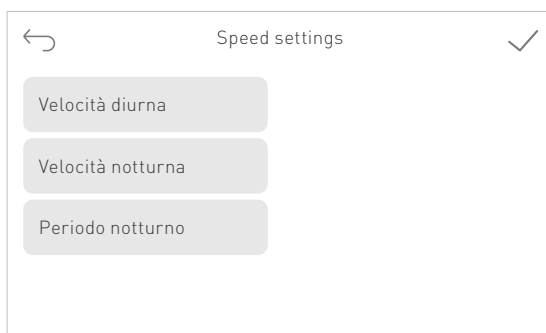 Speed settings
Velocità diurna
Velocità notturna
Periodo notturno